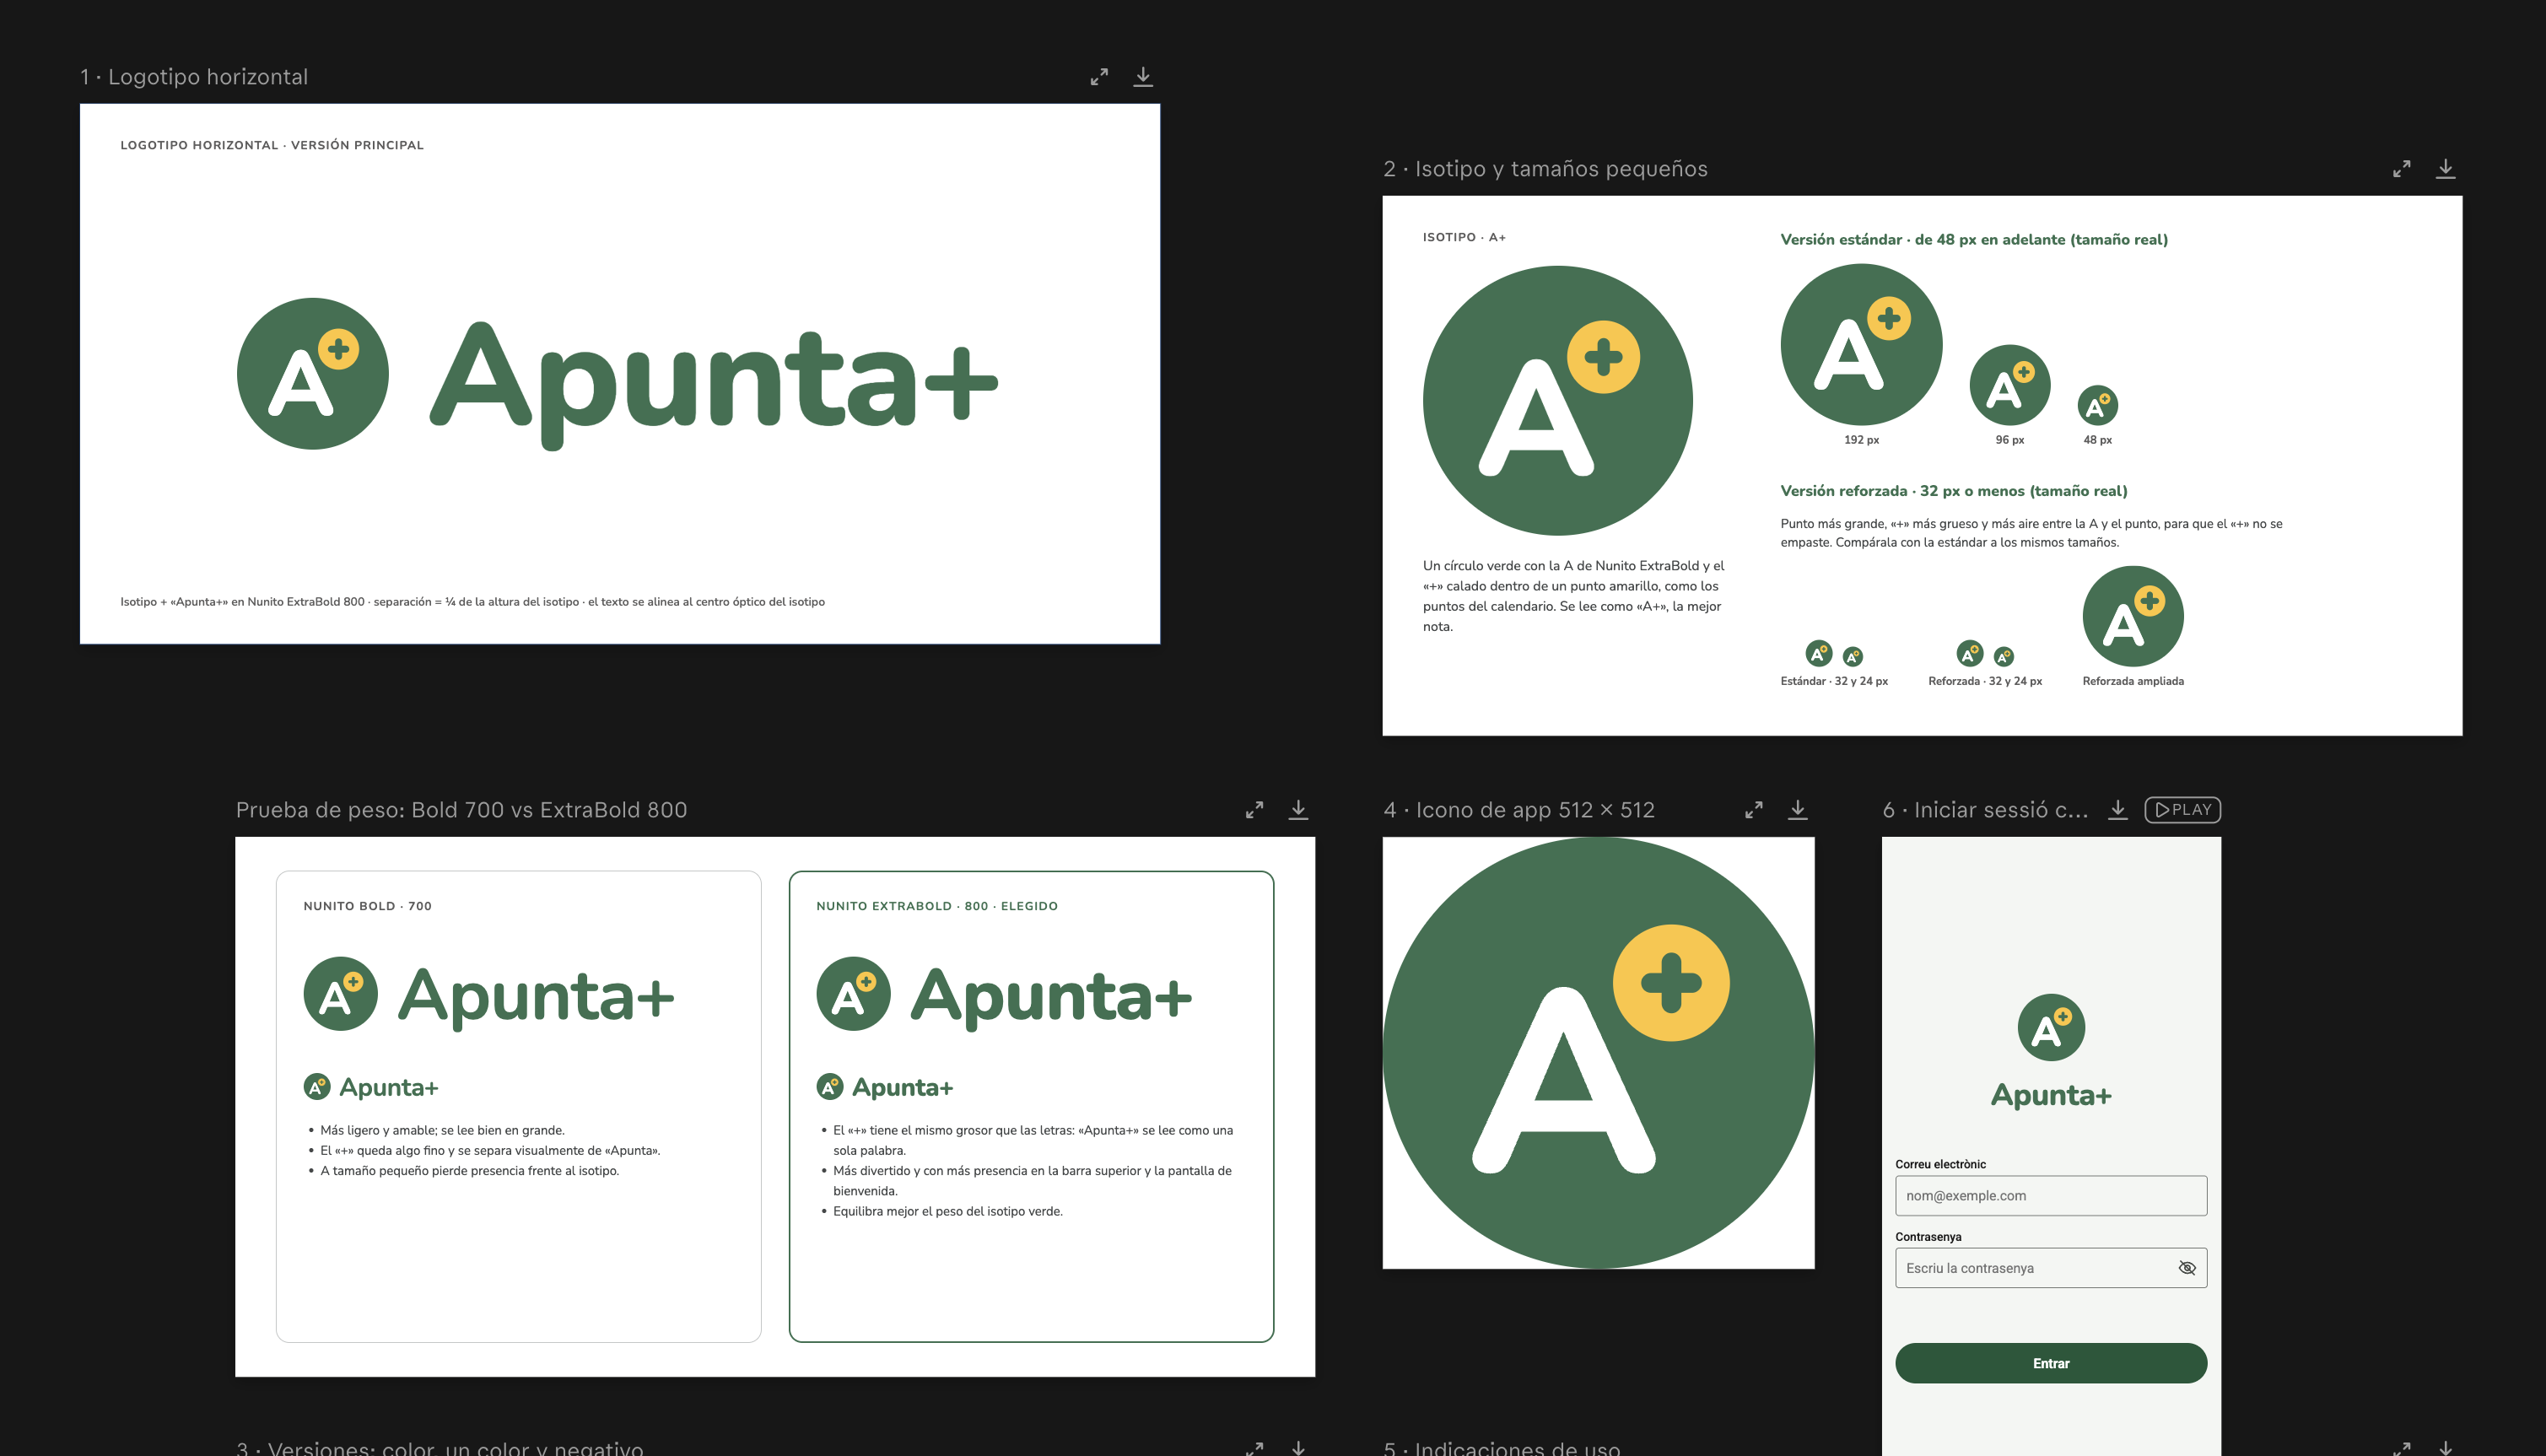 1 · Logotipo horizontal
LOGOTIPO HORIZONTAL · VERSIÓN PRINCIPAL
A+
Apunta+
Isotipo + «Apunta+» en Nunito ExtraBold 800 · separación = ¼ de la altura del isotipo · el texto se alinea al centro óptico del isotipo
2 · Isotipo y tamaños pequeños
ISOTIPO · A+
A+
Un círculo verde con la A de Nunito ExtraBold y el
«+» calado dentro de un punto amarillo, como los
puntos del calendario. Se lee como «A+», la mejor
nota.
Versión estándar · de 48 px en adelante (tamaño real)
A+
A+
A+
192 px
96 px
48 px
Versión reforzada · 32 px o menos (tamaño real)
Punto más grande, «+» más grueso y más aire entre la A y el punto, para que el «+» no se
empaste. Compárala con la estándar a los mismos tamaños.
A+
A+
A+
A+
A+
Estándar · 32 y 24 px
Reforzada · 32 y 24 px
Reforzada ampliada
Prueba de peso: Bold 700 vs ExtraBold 800
NUNITO BOLD · 700
A+
Apunta+
A+
Apunta+
• Más ligero y amable; se lee bien en grande.
• El «+» queda algo fino y se separa visualmente de «Apunta».
• A tamaño pequeño pierde presencia frente al isotipo.
NUNITO EXTRABOLD · 800 · ELEGIDO
A+
Apunta+
A+
Apunta+
• El «+» tiene el mismo grosor que las letras: «Apunta+» se lee como una
sola palabra.
• Más divertido y con más presencia en la barra superior y la pantalla de
bienvenida.
• Equilibra mejor el peso del isotipo verde.
4 · Icono de app 512 × 512
A+
6 · Iniciar sessió c...
PLAY
A+
Apunta+
Correu electrònic
nom@exemple.com
Contrasenya
Escriu la contrasenya
Entrar
3 · Versiones: color, un color y negativo
5 · Indicaciones de uso